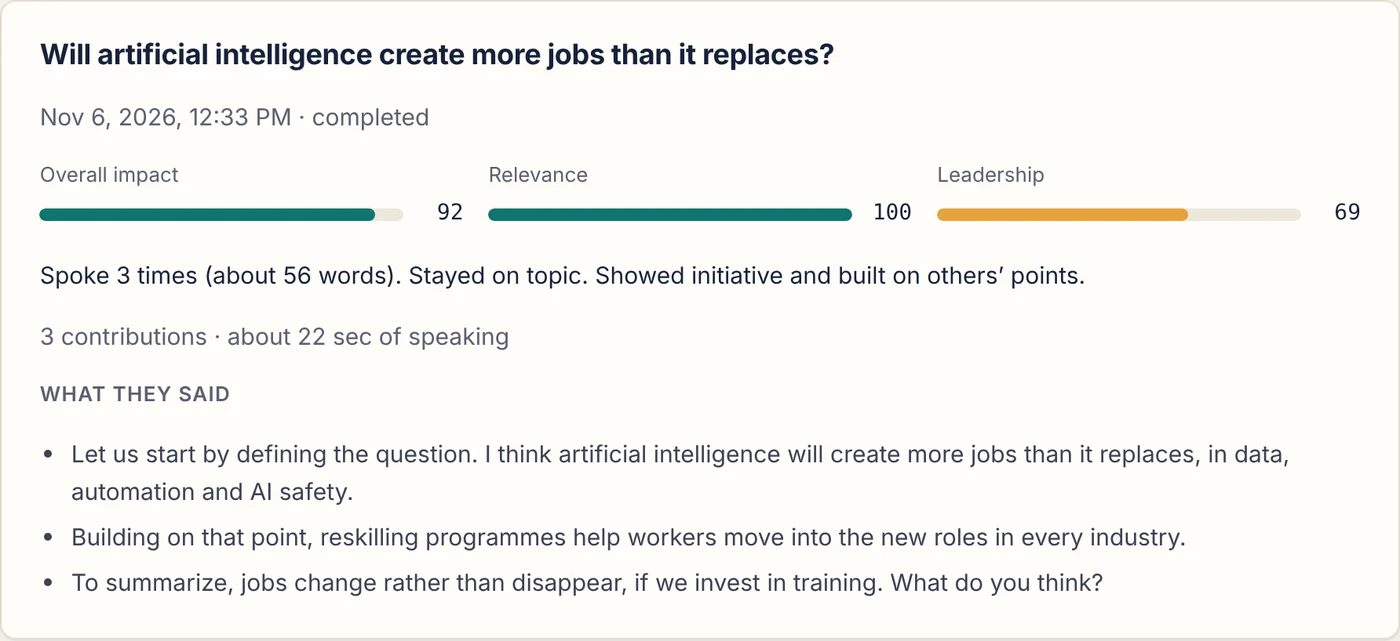 Will artificial intelligence create more jobs than it replaces?
Nov 6, 2026, 12:33 PM · completed
Overall impact
92
Relevance
100
Leadership
69
Spoke 3 times (about 56 words). Stayed on topic. Showed initiative and built on others’ points.
3 contributions · about 22 sec of speaking
WHAT THEY SAID
• Let us start by defining the question. I think artificial intelligence will create more jobs than it replaces, in data,
automation and AI safety.
• Building on that point, reskilling programmes help workers move into the new roles in every industry.
• To summarize, jobs change rather than disappear, if we invest in training. What do you think?